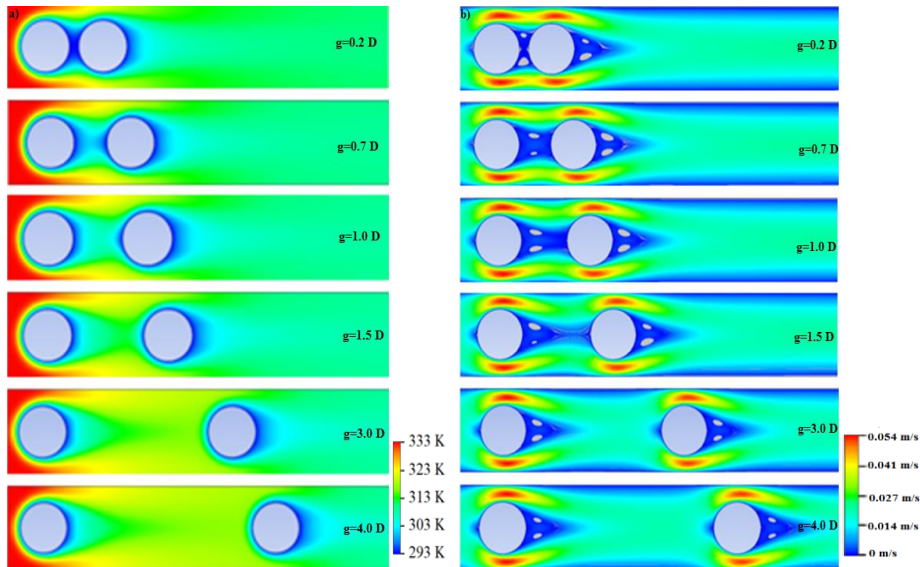 a)
g=0.2 D
g=0.7 D
g=1.0 D
g=1.5 D
g=3.0 D
g=4.0 D
333 K
323 K
313 K
303 K
293 K
b)
g=0.2 D
g=0.7 D
g=1.0 D
g=1.5 D
g=3.0 D
g=4.0 D
0.054 m/s
0.041 m/s
0.027 m/s
0.014 m/s
0 m/s